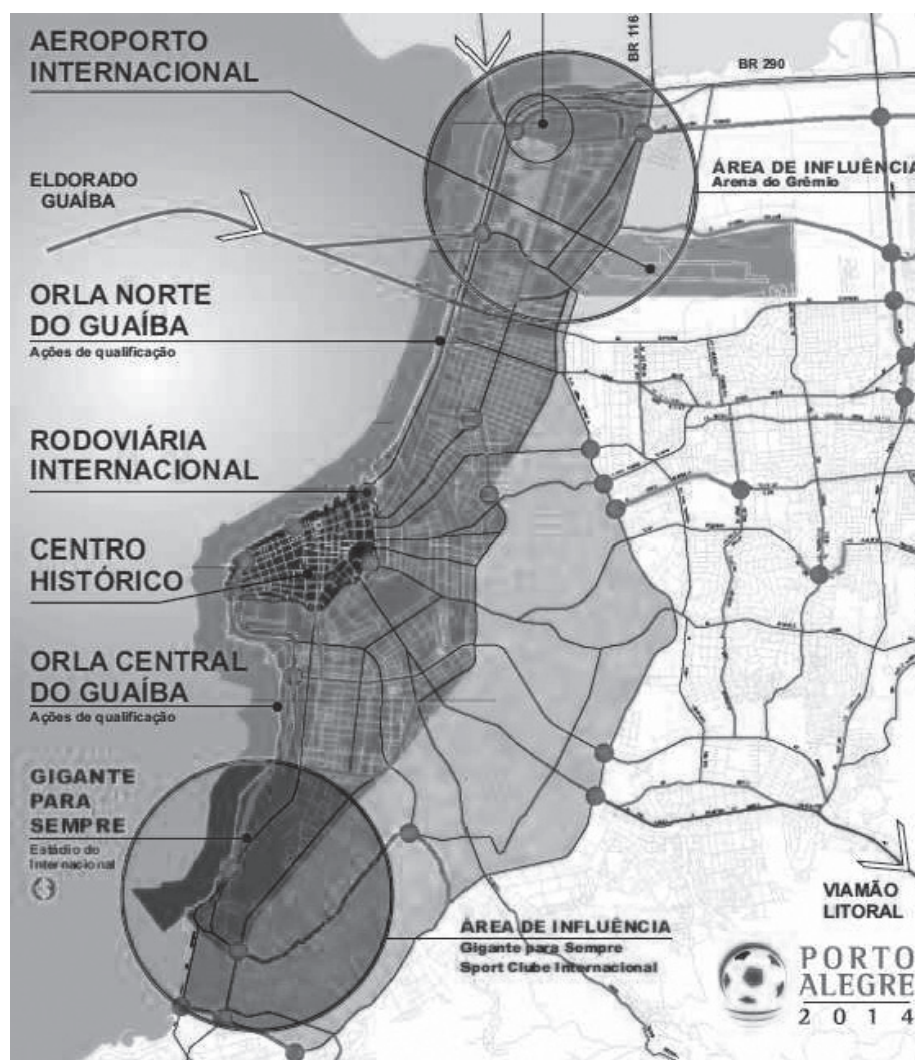 AEROPORTO
INTERNACIONAL
BR 116
BR 290
ÁREA DE INFLUÊNCIA
Arena do Grêmio
ELDORADO
GUAÍBA
ORLA NORTE
DO GUAÍBA
Ações de qualificação
RODOVIÁRIA
INTERNACIONAL
CENTRO
HISTÓRICO
ORLA CENTRAL
DO GUAÍBA
Ações de qualificação
GIGANTE
PARA
SEMPRE
Estádio do
Internacional
VIAMÃO
LITORAL
ÁREA DE INFLUÊNCIA
Gigante para Sempre
Sport Clube Internacional
PORTO
ALEGRE
2014